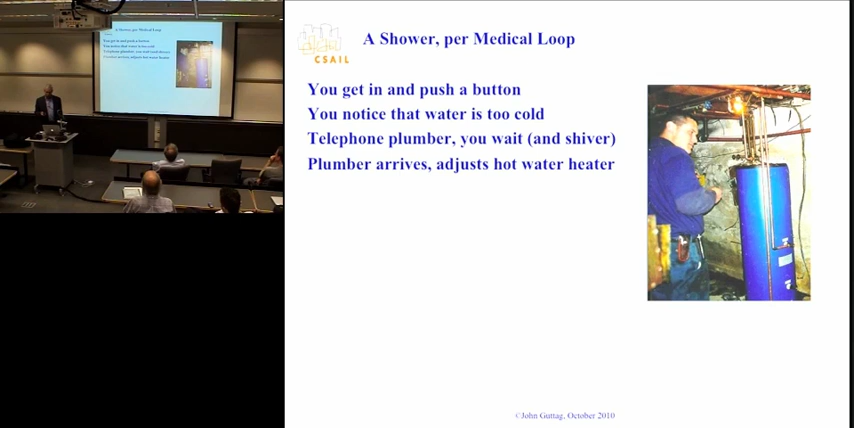 A Shower, per Medical Loop
CSAIL
You get in and push a button
You notice that water is too cold
Telephone plumber, you wait (and shiver)
Plumber arrives, adjusts hot water heater
©John Guttag, October 2010